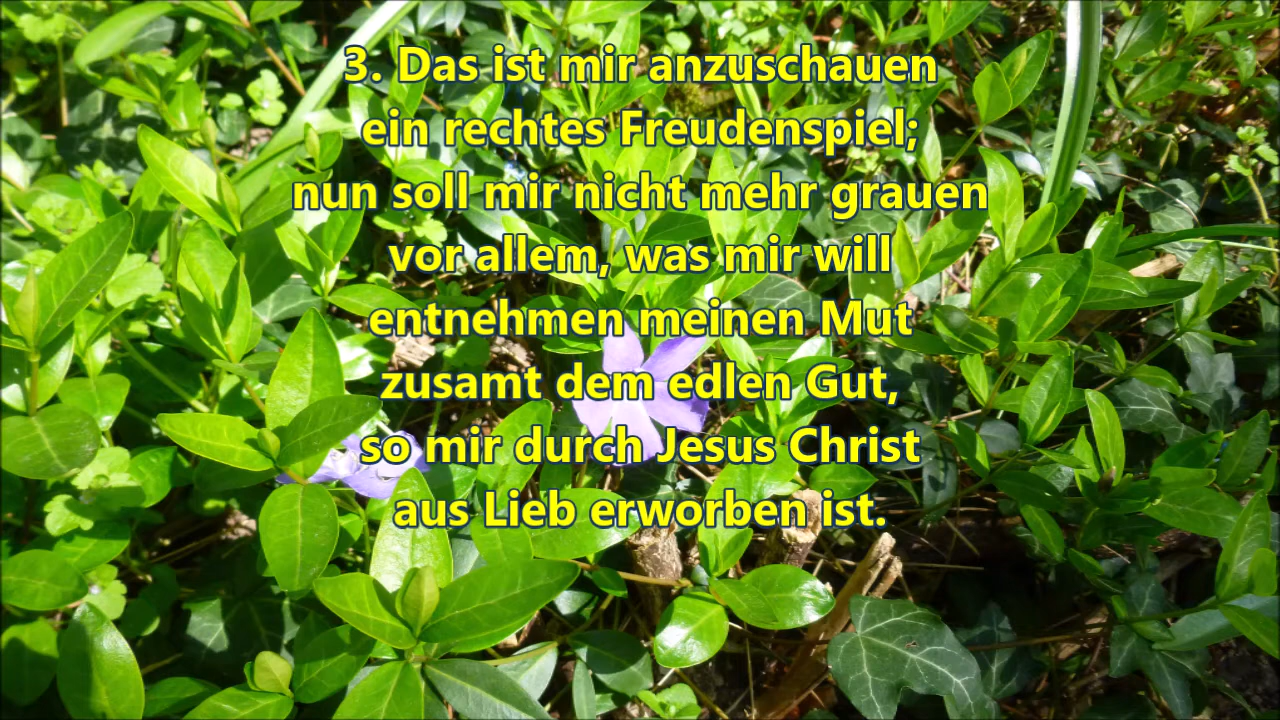 3. Das ist mir anzuschauen
ein rechtes Freudenspiel;
nun soll mir nicht mehr grauen
vor allem, was mir will
entnehmen meinen Mut
zusamt dem edlen Gut,
so mir durch Jesus Christ
aus Lieb erworben ist.